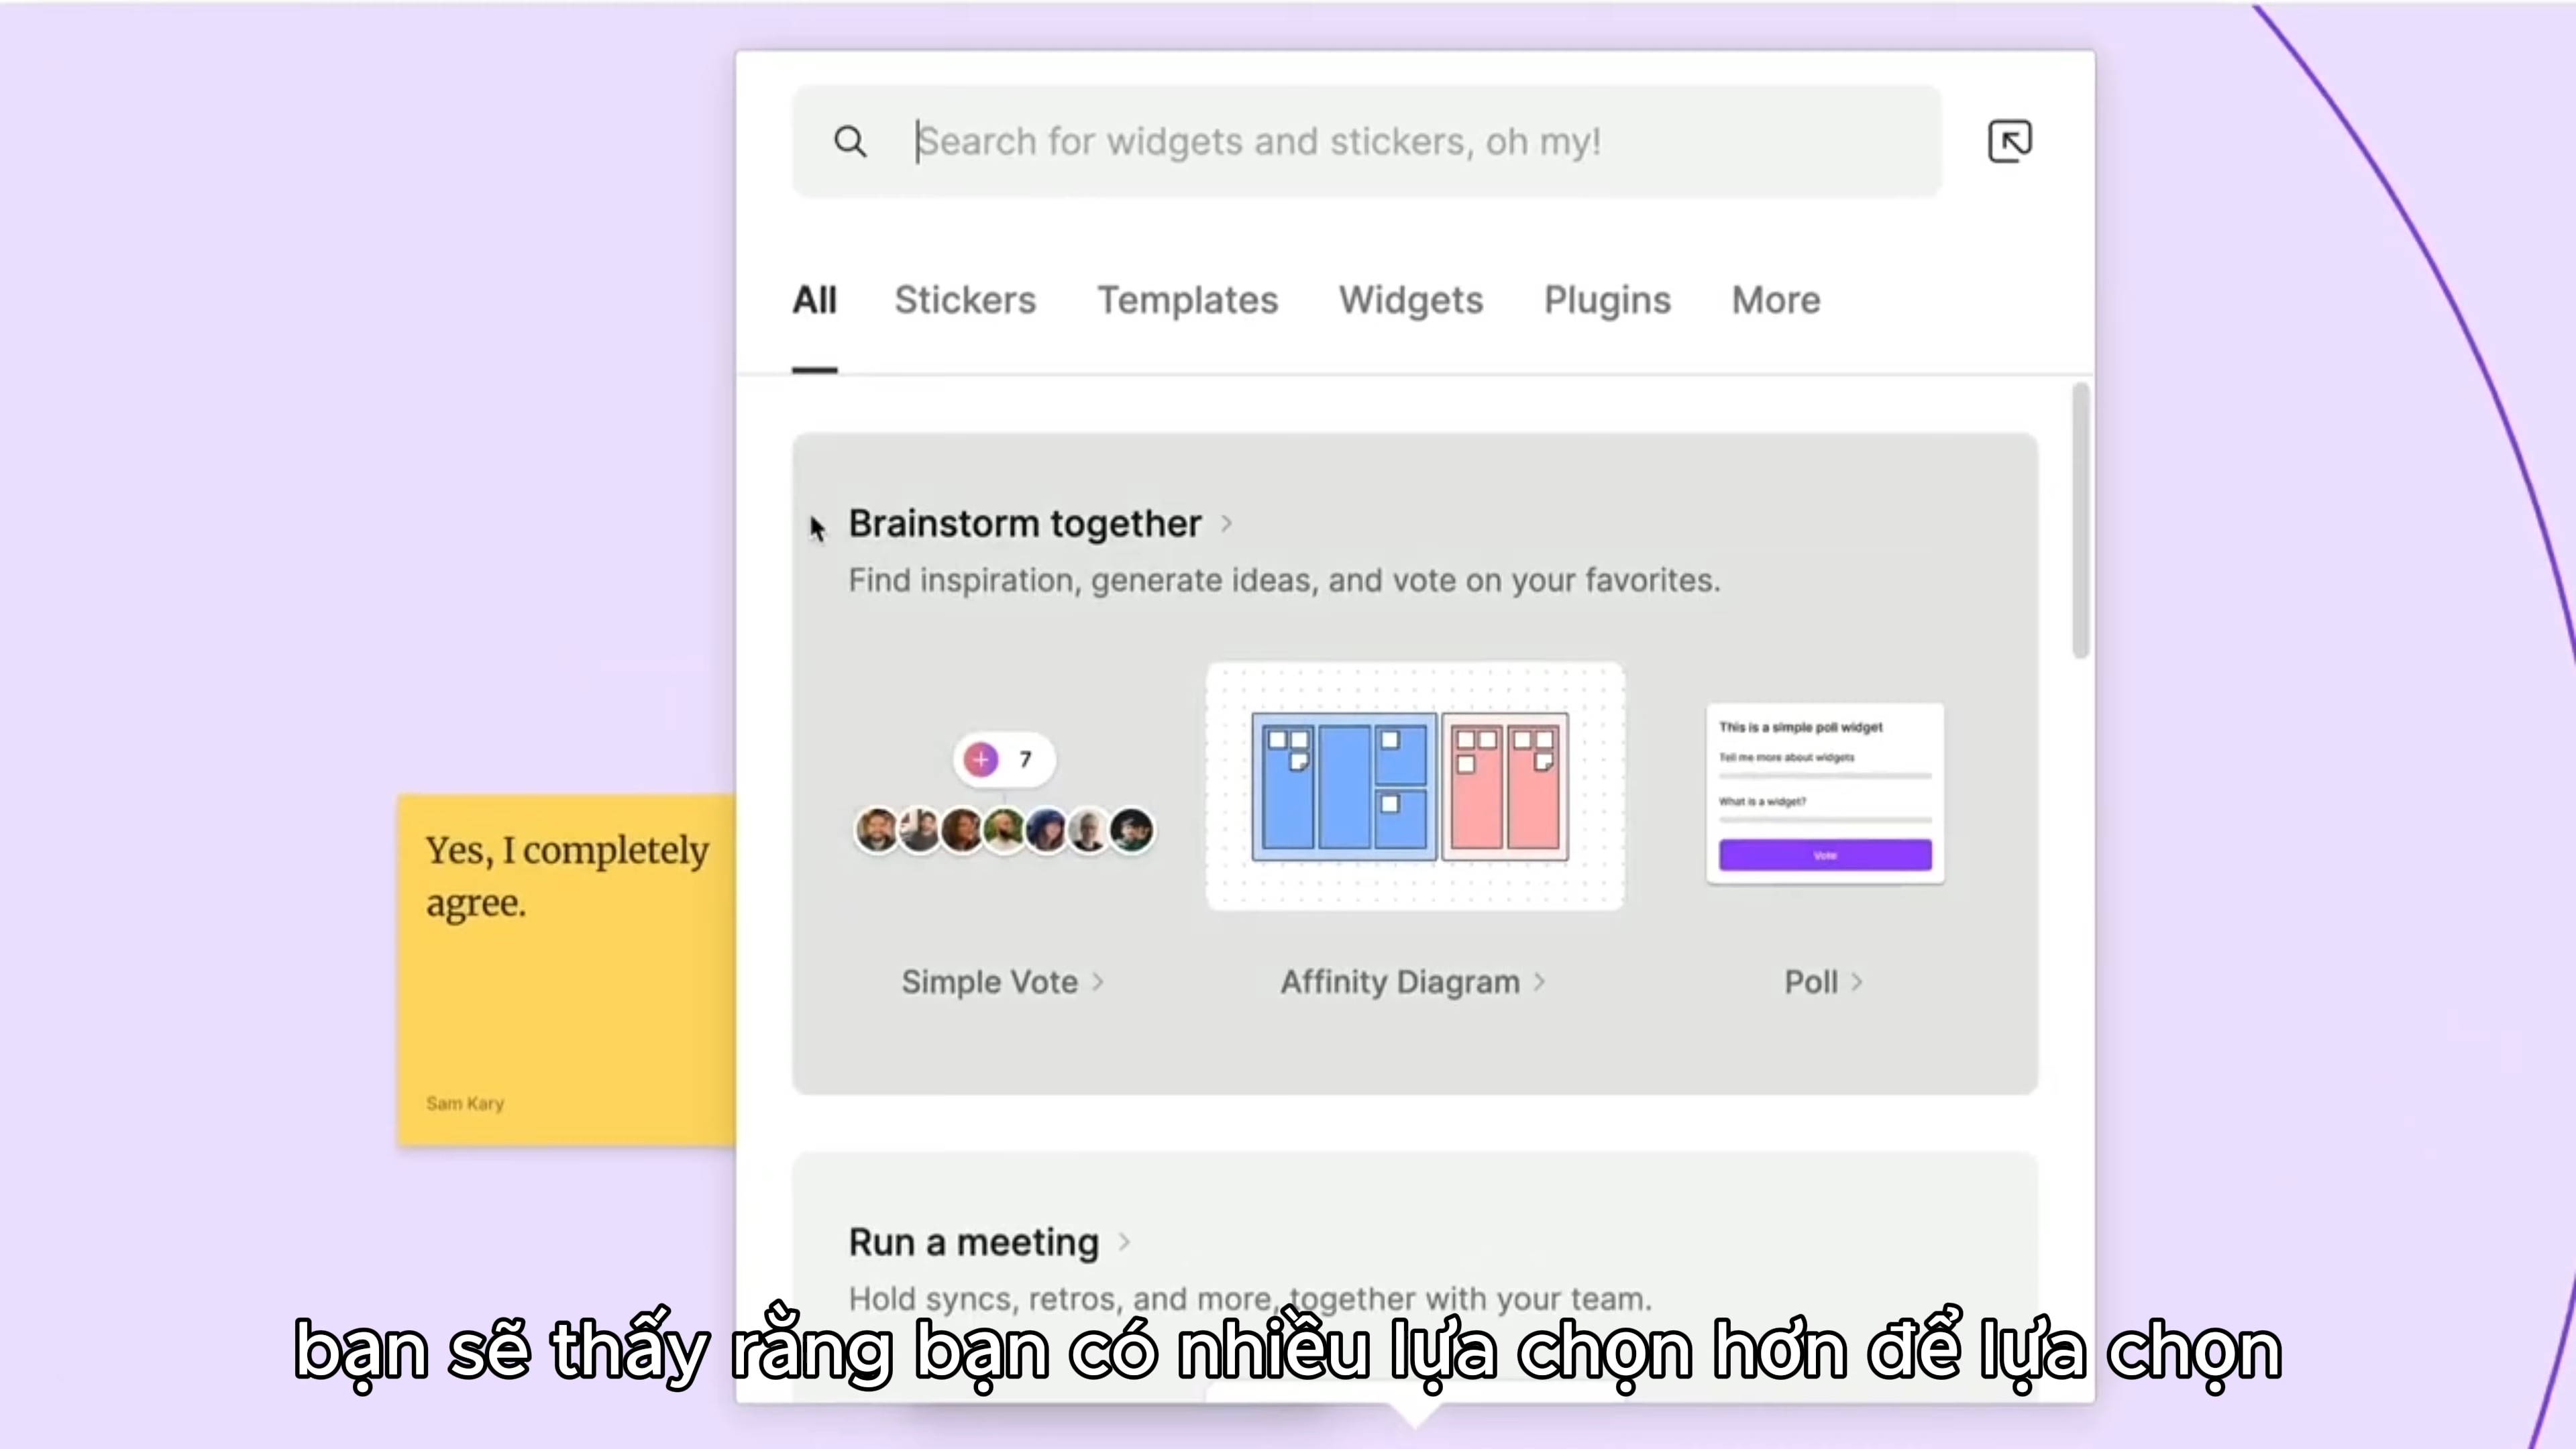 Search for widgets and stickers, oh my!
All Stickers Templates Widgets Plugins More
Brainstorm together
Find inspiration, generate ideas, and vote on your favorites.
7
This is a simple poll widget
Tell me more about widgets
What is a widget?
Vote
Simple Vote
Affinity Diagram
Poll
Yes, I completely
agree.
Sam Kary
Run a meeting
Hold syncs, retros, and more, together with your team.
bạn sẽ thấy rằng bạn có nhiều lựa chọn hơn để lựa chọn